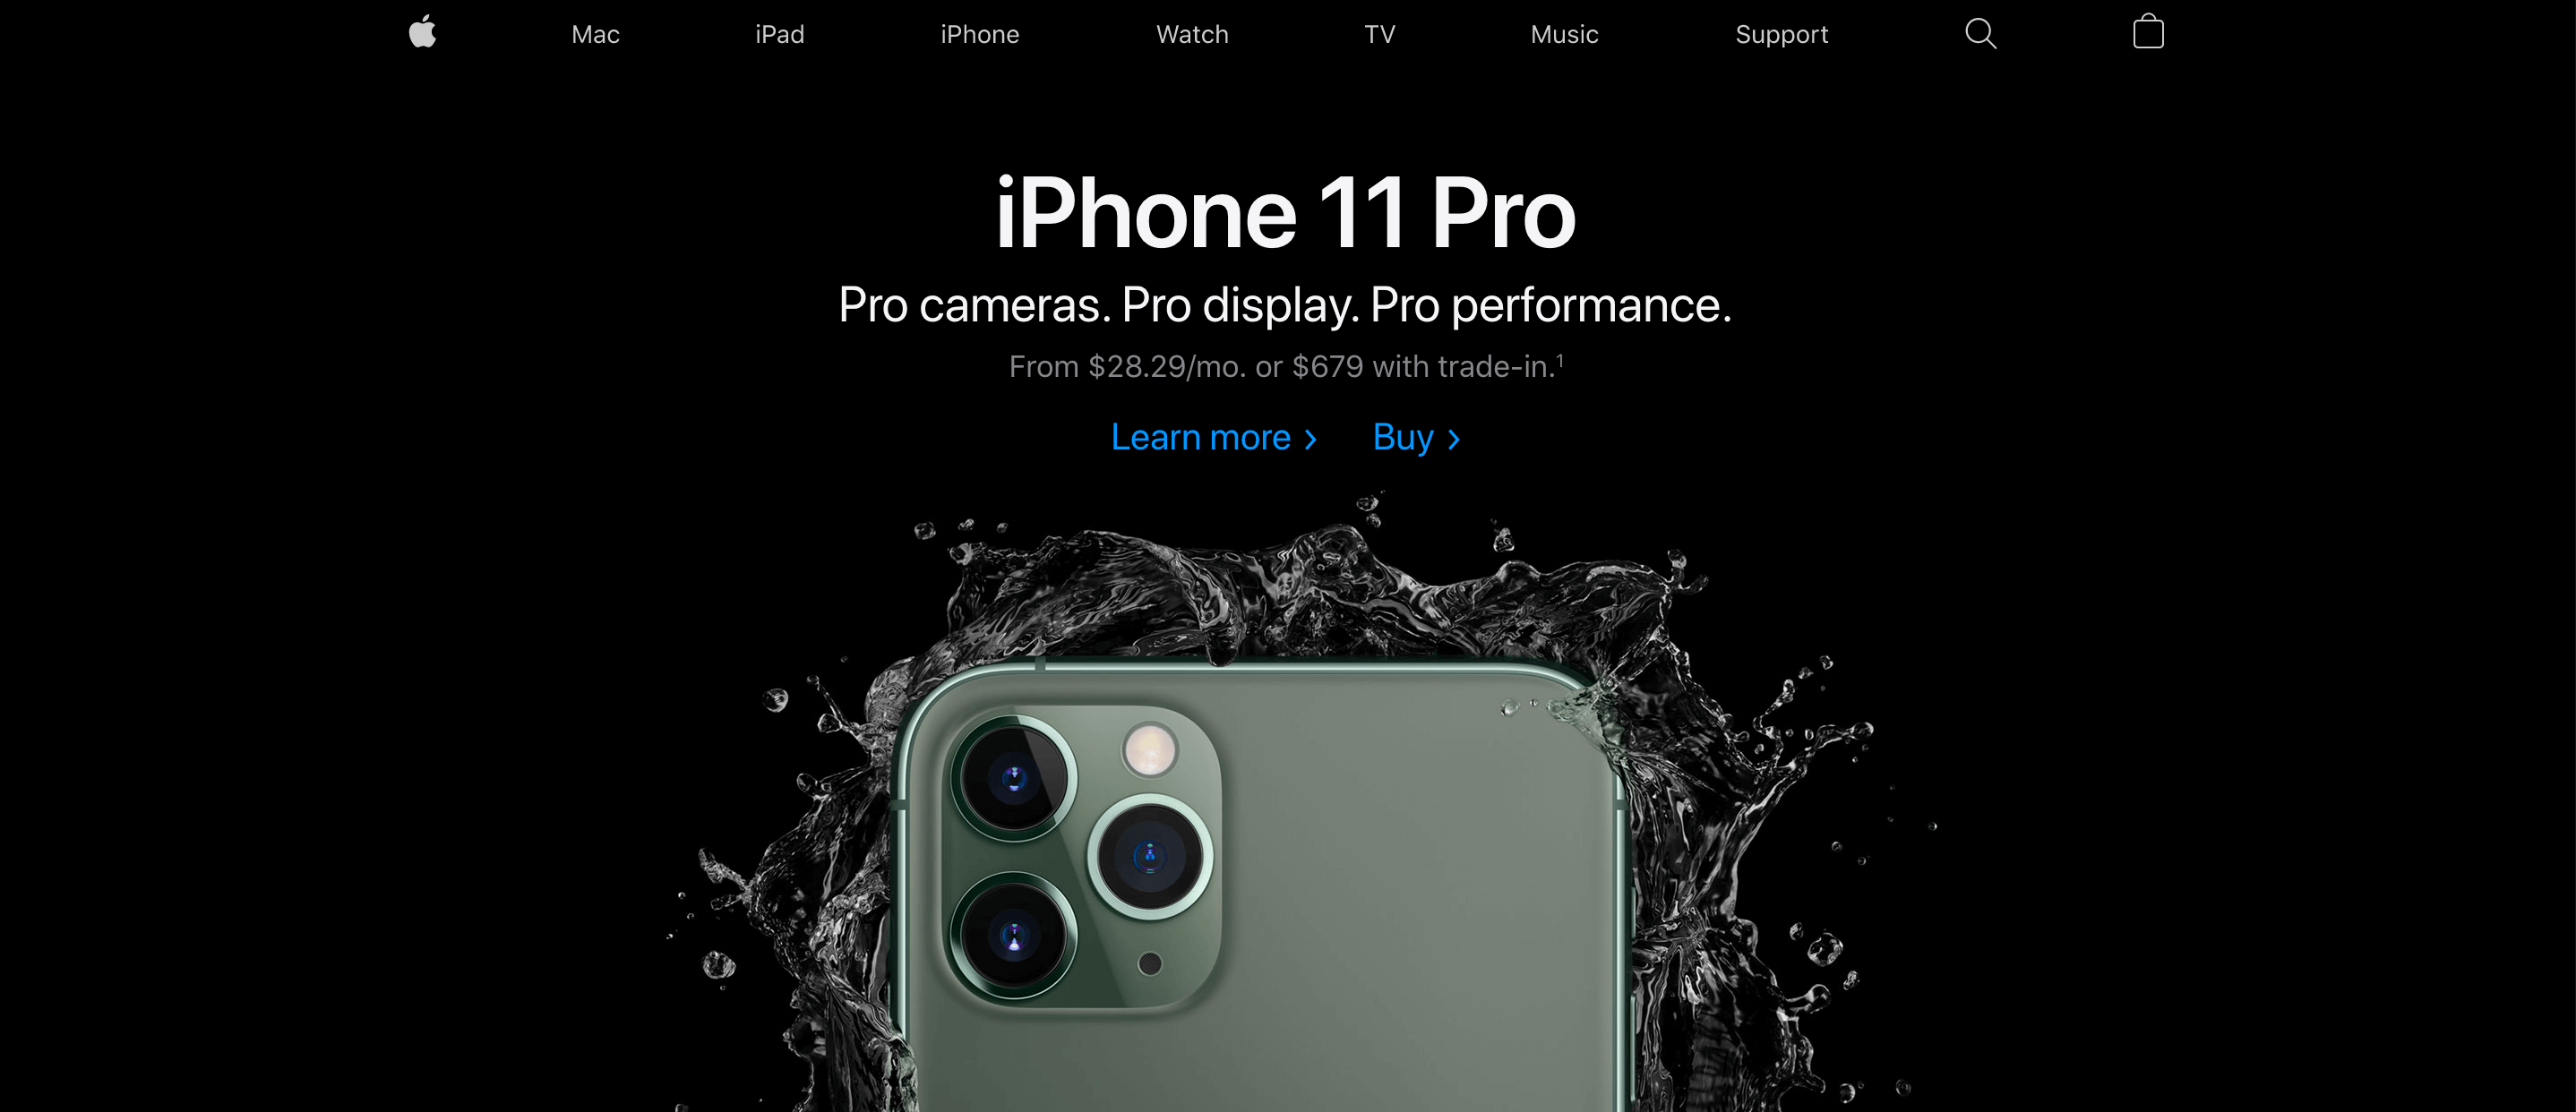 Mac iPad iPhone Watch TV Music Support
iPhone 11 Pro
Pro cameras. Pro display. Pro performance.
From $28.29/mo. or $679 with trade-in.¹
Learn more > Buy >